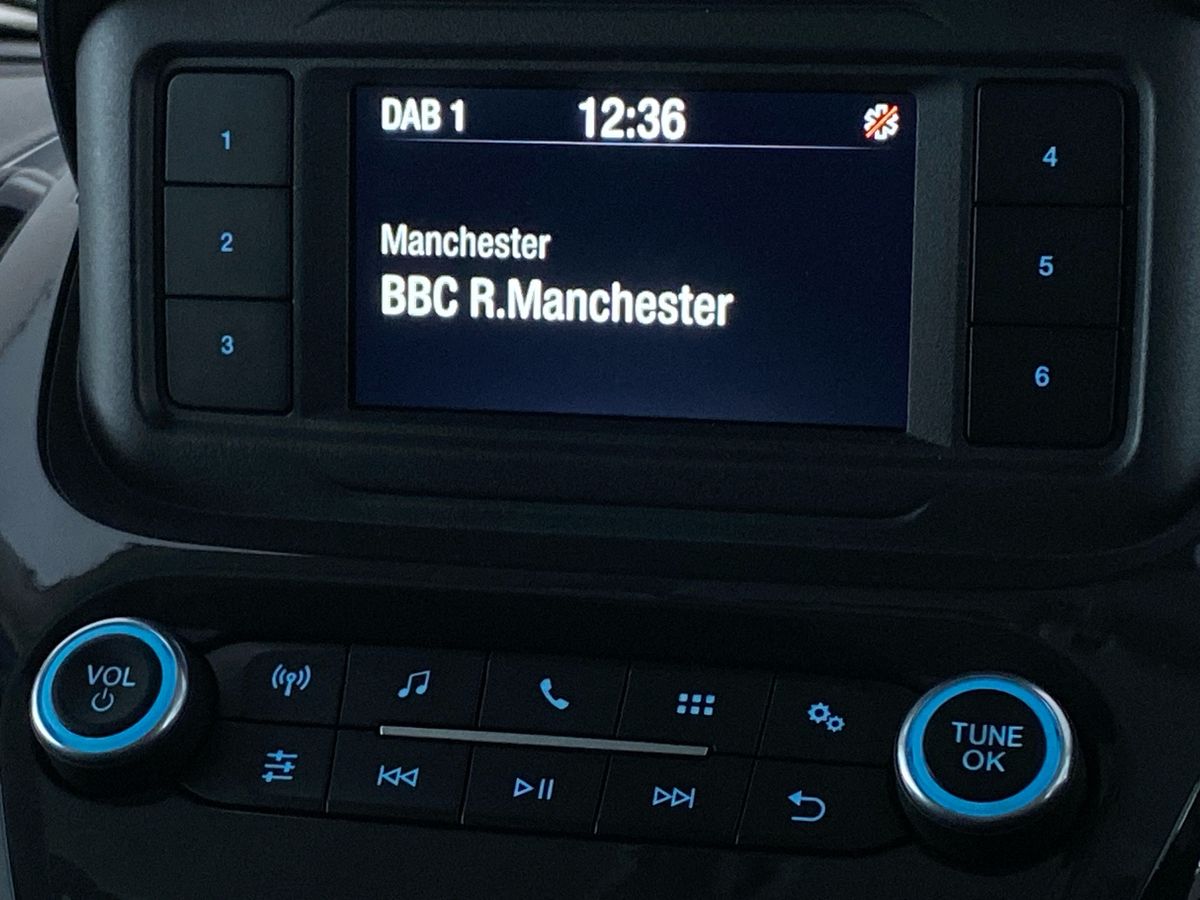 DAB 1 12:36
Manchester
BBC R.Manchester
1
2
3
4
5
6
VOL
TUNE
OK